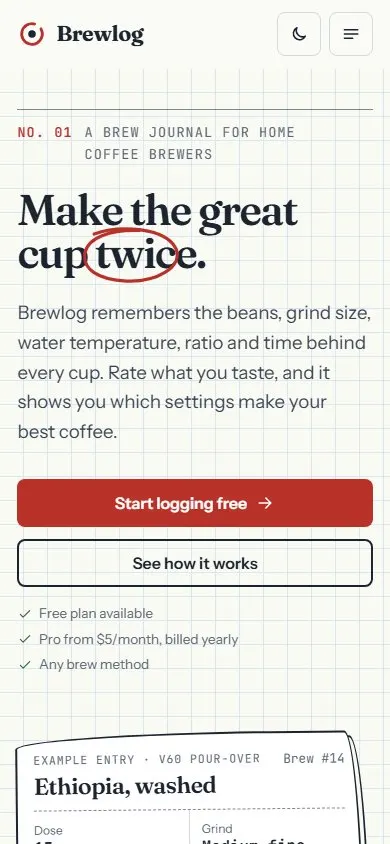 Brewlog
NO. 01 A BREW JOURNAL FOR HOME
COFFEE BREWERS
Make the great
cup twice.
Brewlog remembers the beans, grind size,
water temperature, ratio and time behind
every cup. Rate what you taste, and it
shows you which settings make your
best coffee.
Start logging free →
See how it works
✓ Free plan available
✓ Pro from $5/month, billed yearly
✓ Any brew method
EXAMPLE ENTRY · V60 POUR-OVER Brew #14
Ethiopia, washed
Dose Grind